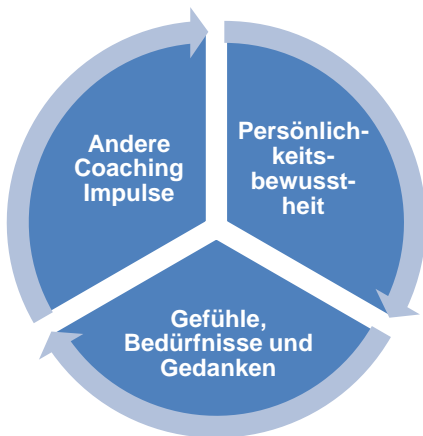 Andere
Coaching
Impulse
Persönlich-
keits-
bewusst-
heit
Gefühle,
Bedürfnisse und
Gedanken